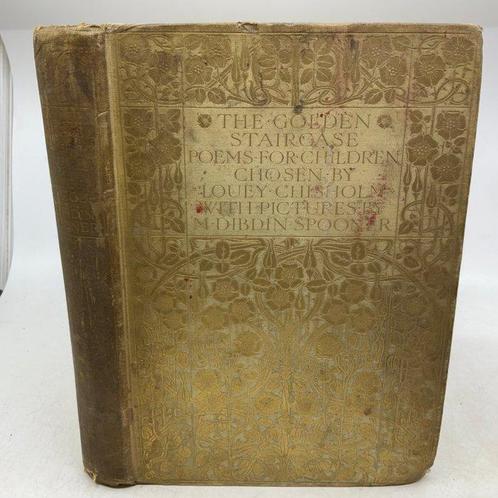 THE·GOLDEN
STAIRCASE
POEMS·FOR·CHILDREN
CHOSEN·BY
LOUEY·CHISHOLM
WITH·PICTURES·BY
M·DIBDIN·SPOONER